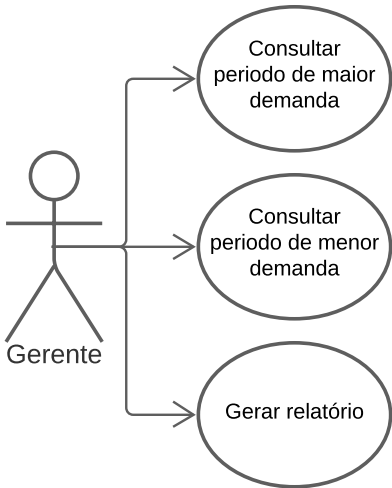 Consultar
periodo de maior
demanda
Consultar
periodo de menor
demanda
Gerente
Gerar relatório